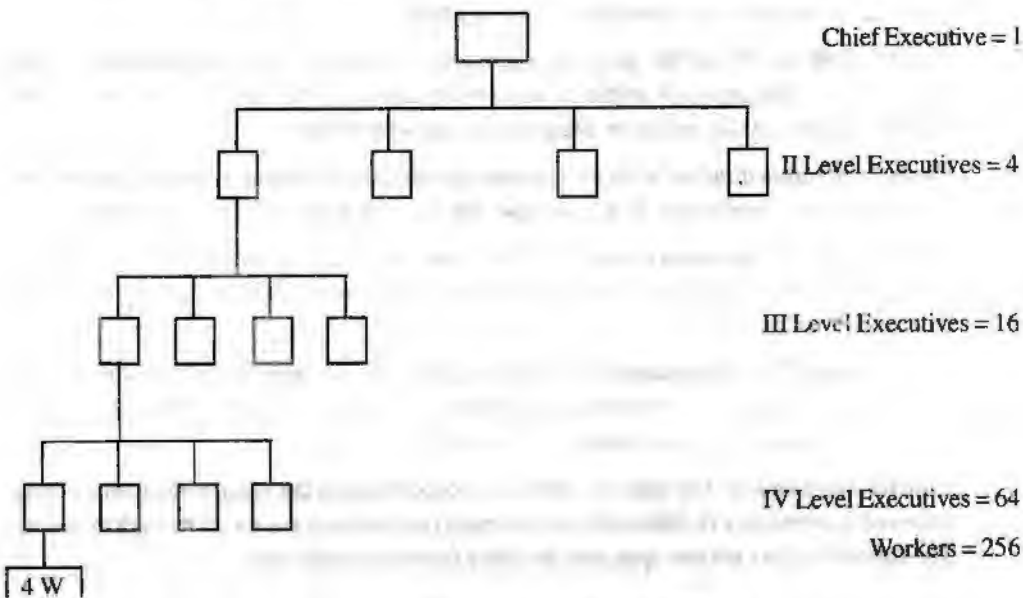 Chief Executive = 1
II Level Executives = 4
III Level Executives = 16
IV Level Executives = 64
Workers = 256
4 W